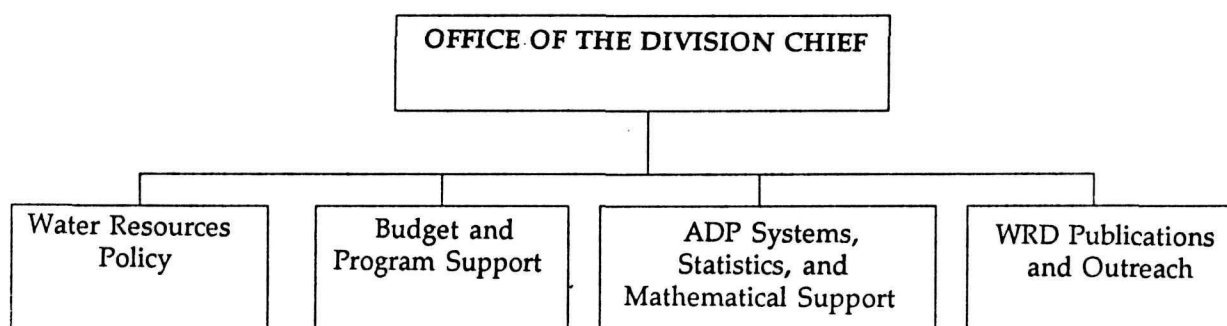 OFFICE OF THE DIVISION CHIEF
Water Resources
Policy
Budget and
Program Support
ADP Systems,
Statistics, and
Mathematical Support
WRD Publications
and Outreach